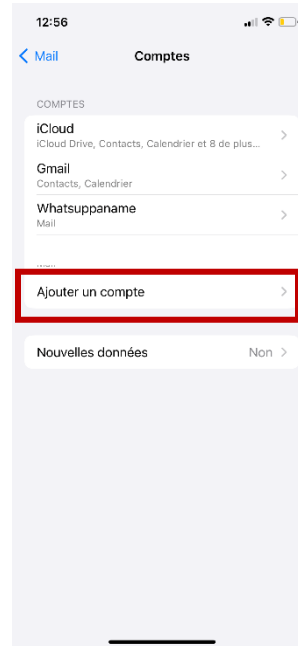 12:56
Mail
Comptes
COMPTES
iCloud
iCloud Drive, Contacts, Calendrier et 8 de plus...
Gmail
Contacts, Calendrier
Whatsuppaname
Mail
Ajouter un compte
Nouvelles données
Non